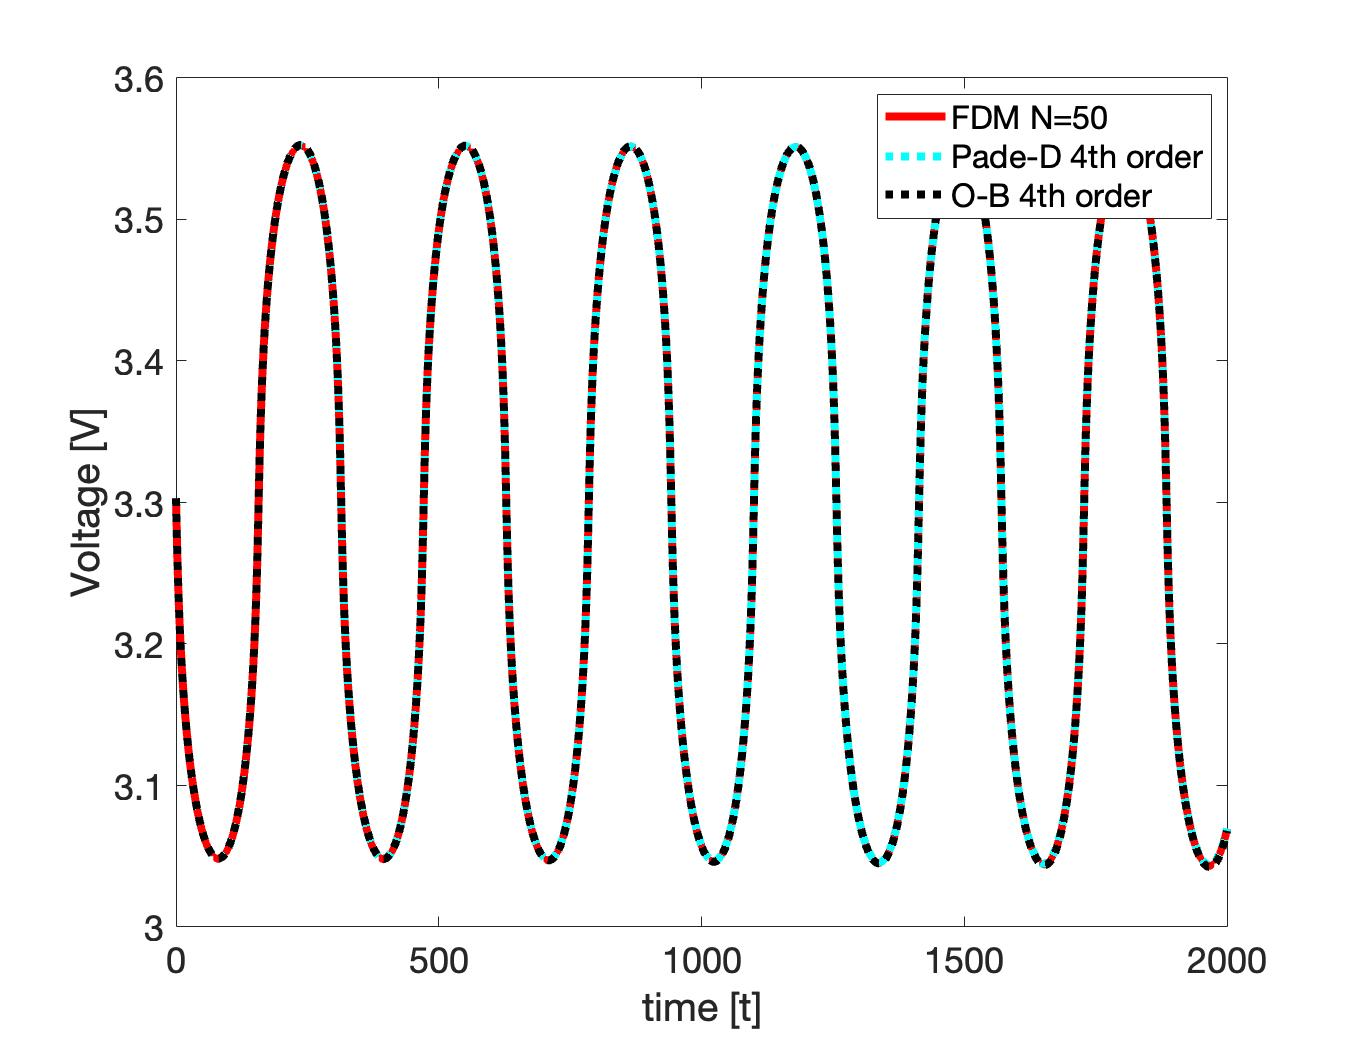 3.6
3.5
3.4
3.3
3.2
3.1
3
Voltage [V]
FDM N=50
Pade-D 4th order
O-B 4th order
0
500
1000
1500
2000
time [t]